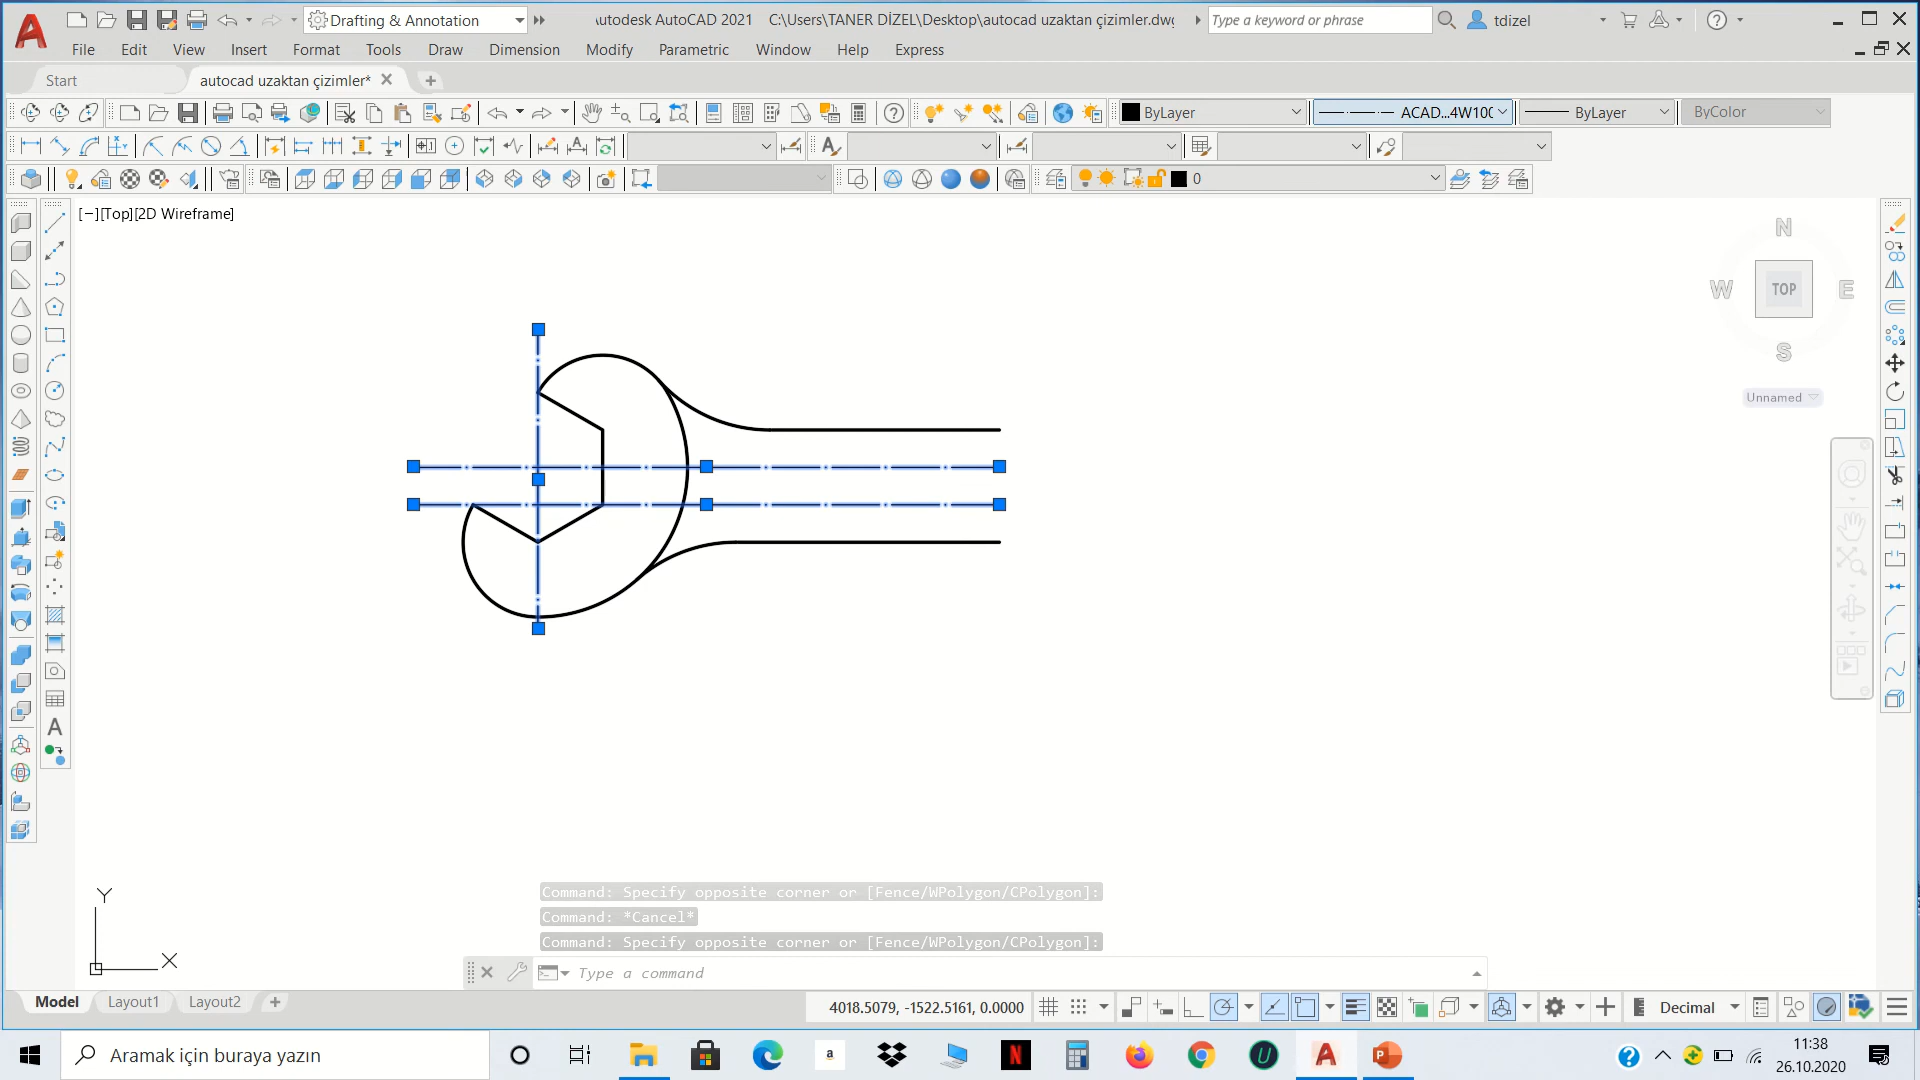 Drafting & Annotation
utodesk AutoCAD 2021 C:\Users\TANER DİZEL\Desktop\autocad uzaktan çizimler.dwg
Type a keyword or phrase
tdizel
File Edit View Insert Format Tools Draw Dimension Modify Parametric Window Help Express
Start
autocad uzaktan çizimler*
ByLayer
ACAD...4W100
ByLayer
ByColor
0
[−][Top][2D Wireframe]
N
W TOP E
S
Unnamed
Y
X
Command: Specify opposite corner or [Fence/WPolygon/CPolygon]:
Command: *Cancel*
Command: Specify opposite corner or [Fence/WPolygon/CPolygon]:
Type a command
Model Layout1 Layout2
4018.5079, -1522.5161, 0.0000
Decimal
Aramak için buraya yazın
11:38
26.10.2020